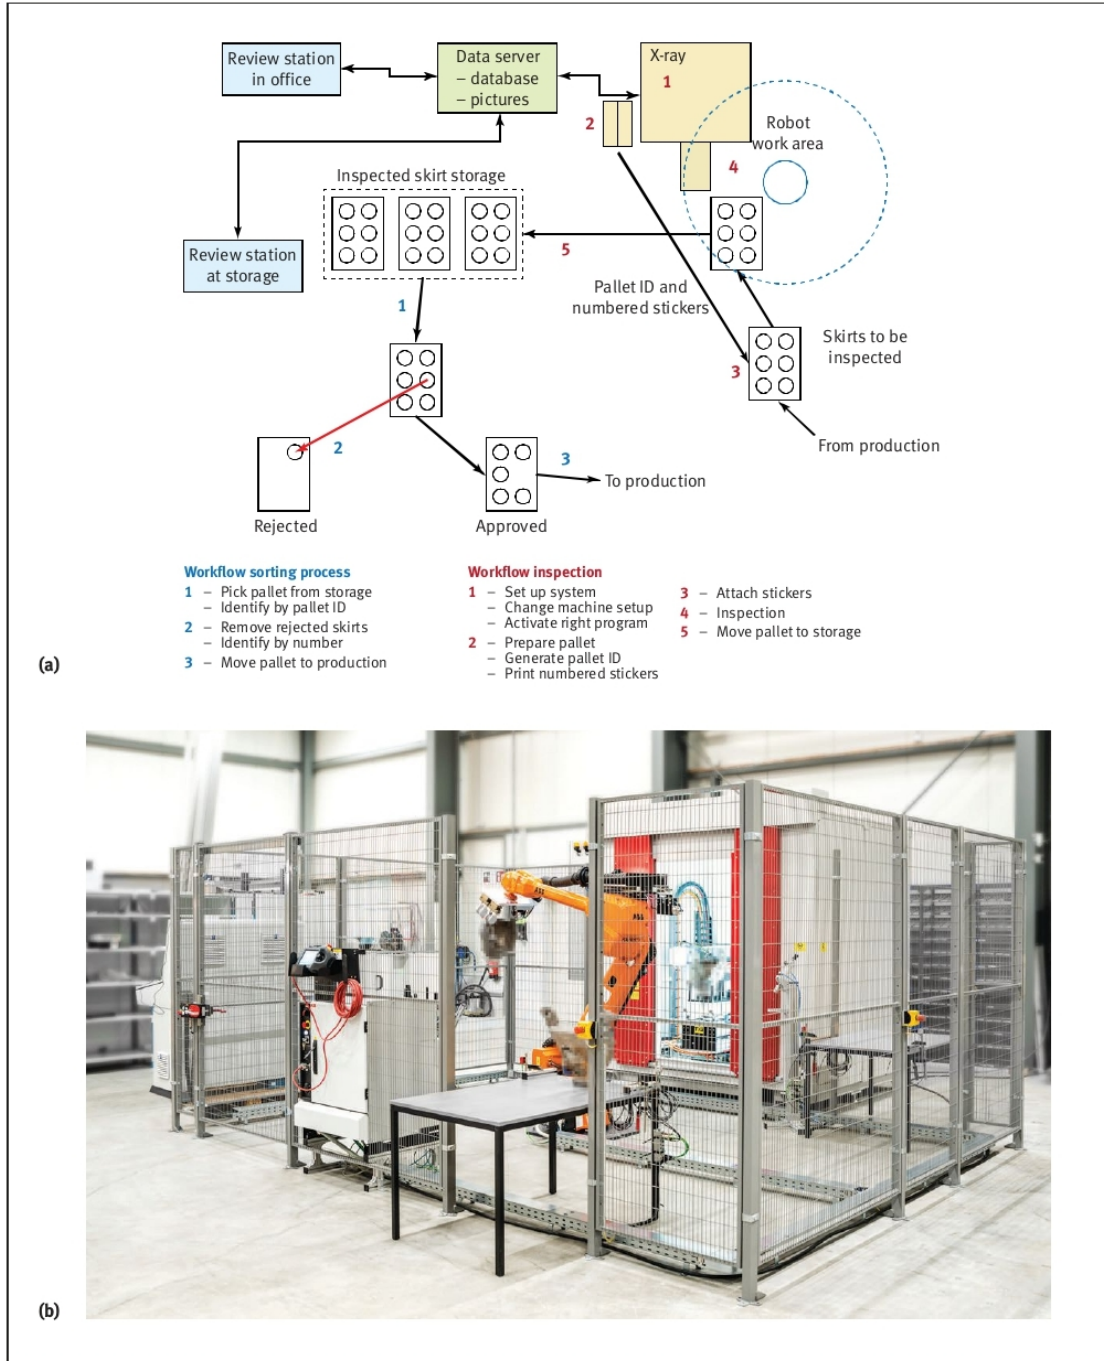 Review station
in office
Data server
– database
– pictures
X-ray
1
2
Robot
work area
4
Inspected skirt storage
Review station
at storage
5
Pallet ID and
numbered stickers
1
Skirts to be
inspected
3
From production
2
3
To production
Rejected
Approved
Workflow sorting process
1 – Pick pallet from storage
– Identify by pallet ID
2 – Remove rejected skirts
– Identify by number
3 – Move pallet to production
Workflow inspection
1 – Set up system
– Change machine setup
– Activate right program
2 – Prepare pallet
– Generate pallet ID
– Print numbered stickers
3 – Attach stickers
4 – Inspection
5 – Move pallet to storage
(a)
ABB
(b)